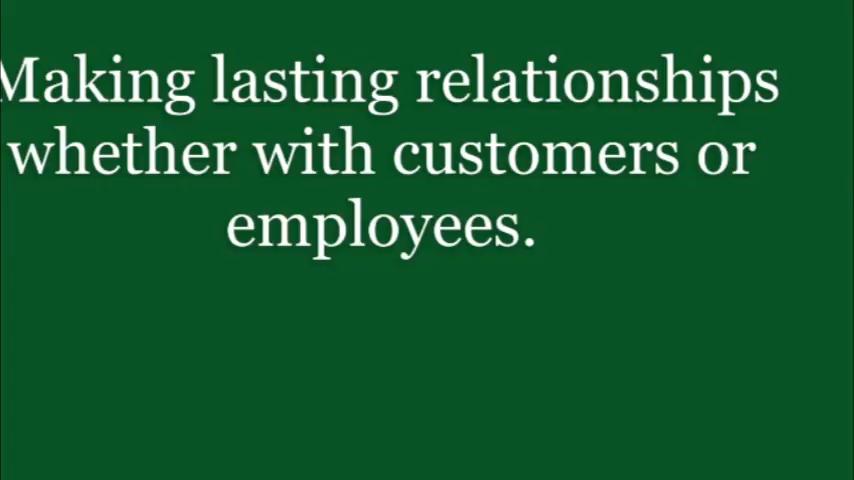 Making lasting relationships
whether with customers or
employees.